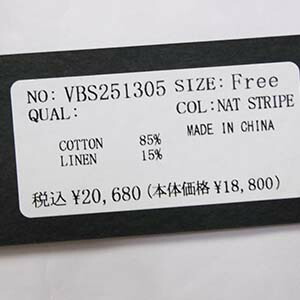 NO: VBS251305 SIZE: Free
QUAL: COL: NAT STRIPE
MADE IN CHINA
COTTON 85%
LINEN 15%
税込 ¥20,680 (本体価格 ¥18,800)